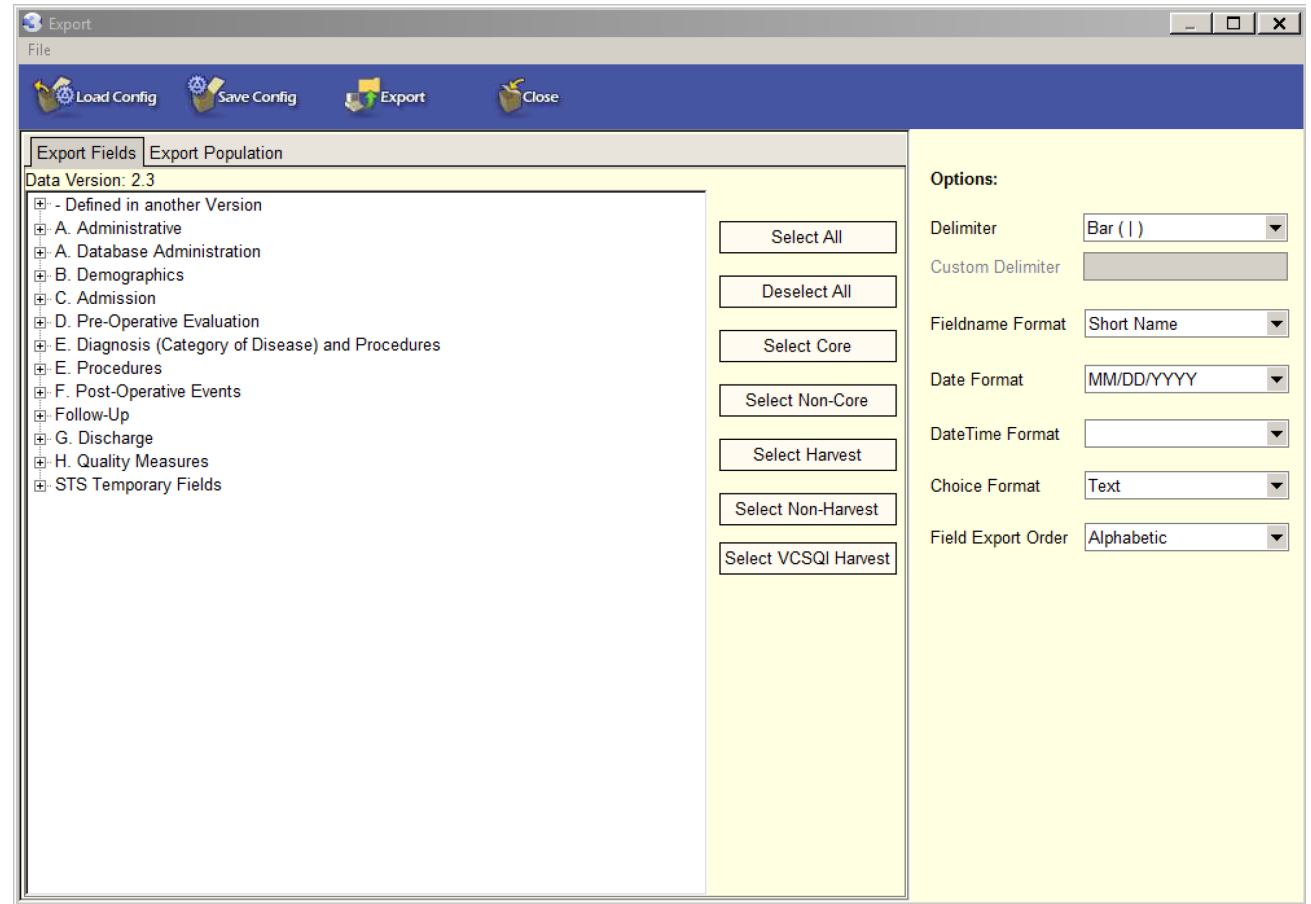 Export
File
Load Config Save Config Export Close
Export Fields Export Population
Data Version: 2.3
- Defined in another Version
A. Administrative
A. Database Administration
B. Demographics
C. Admission
D. Pre-Operative Evaluation
E. Diagnosis (Category of Disease) and Procedures
E. Procedures
F. Post-Operative Events
Follow-Up
G. Discharge
H. Quality Measures
STS Temporary Fields
Select All
Deselect All
Select Core
Select Non-Core
Select Harvest
Select Non-Harvest
Select VCSQI Harvest
Options:
Delimiter Bar ( | )
Custom Delimiter
Fieldname Format Short Name
Date Format MM/DD/YYYY
DateTime Format
Choice Format Text
Field Export Order Alphabetic